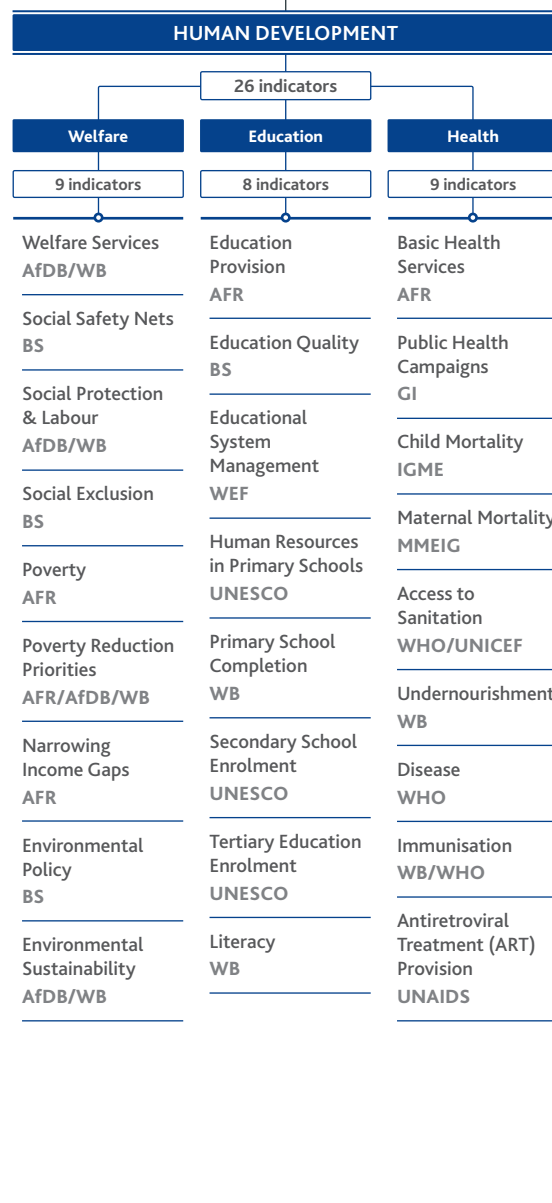 HUMAN DEVELOPMENT
26 indicators
Welfare
9 indicators
Welfare Services
AfDB/WB
Social Safety Nets
BS
Social Protection
& Labour
AfDB/WB
Social Exclusion
BS
Poverty
AFR
Poverty Reduction
Priorities
AFR/AfDB/WB
Narrowing
Income Gaps
AFR
Environmental
Policy
BS
Environmental
Sustainability
AfDB/WB
Education
8 indicators
Education
Provision
AFR
Education Quality
BS
Educational
System
Management
WEF
Human Resources
in Primary Schools
UNESCO
Primary School
Completion
WB
Secondary School
Enrolment
UNESCO
Tertiary Education
Enrolment
UNESCO
Literacy
WB
Health
9 indicators
Basic Health
Services
AFR
Public Health
Campaigns
GI
Child Mortality
IGME
Maternal Mortality
MMEIG
Access to
Sanitation
WHO/UNICEF
Undernourishment
WB
Disease
WHO
Immunisation
WB/WHO
Antiretroviral
Treatment (ART)
Provision
UNAIDS